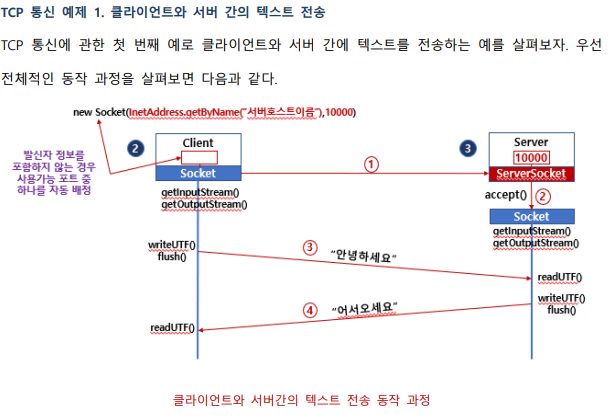 TCP 통신 예제 1. 클라이언트와 서버 간의 텍스트 전송
TCP 통신에 관한 첫 번째 예로 클라이언트와 서버 간에 텍스트를 전송하는 예를 살펴보자. 우선
전체적인 동작 과정을 살펴보면 다음과 같다.
new Socket(InetAddress.getByName("서버호스트이름"),10000)
발신자 정보를
포함하지 않는 경우
사용가능 포트 중
하나를 자동 배정
2
Client
Socket
getInputStream()
getOutputStream()
1
3
Server
10000
ServerSocket
accept()
2
Socket
getInputStream()
getOutputStream()
writeUTF()
flush()
3
"안녕하세요"
readUTF()
writeUTF()
flush()
4
"어서오세요"
readUTF()
클라이언트와 서버간의 텍스트 전송 동작 과정